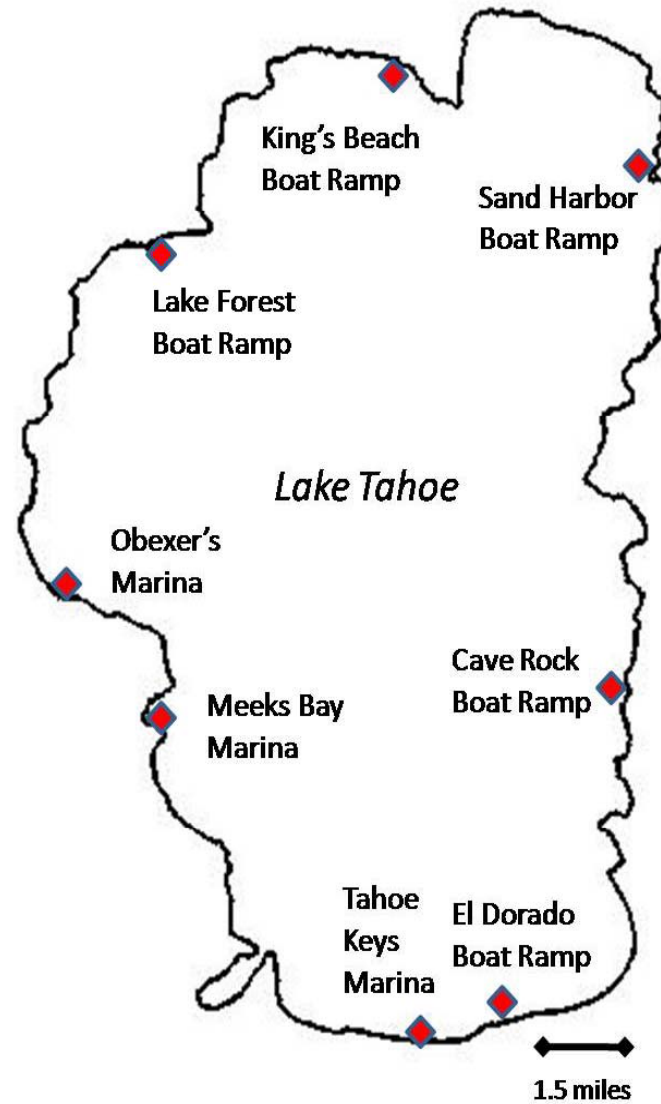 King's Beach
Boat Ramp
Sand Harbor
Boat Ramp
Lake Forest
Boat Ramp
Lake Tahoe
Obexer's
Marina
Cave Rock
Boat Ramp
Meeks Bay
Marina
Tahoe
Keys
Marina
El Dorado
Boat Ramp
1.5 miles